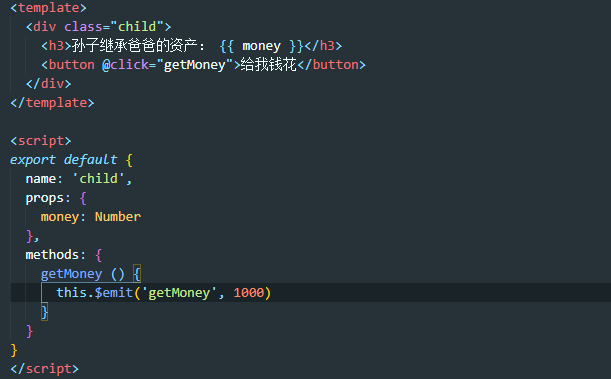 <template>
  <div class="child">
    <h3>孙子继承爸爸的资产： {{ money }}</h3>
    <button @click="getMoney">给我钱花</button>
  </div>
</template>

<script>
export default {
  name: 'child',
  props: {
    money: Number
  },
  methods: {
    getMoney () {
      this.$emit('getMoney', 1000)
    }
  }
}
</script>